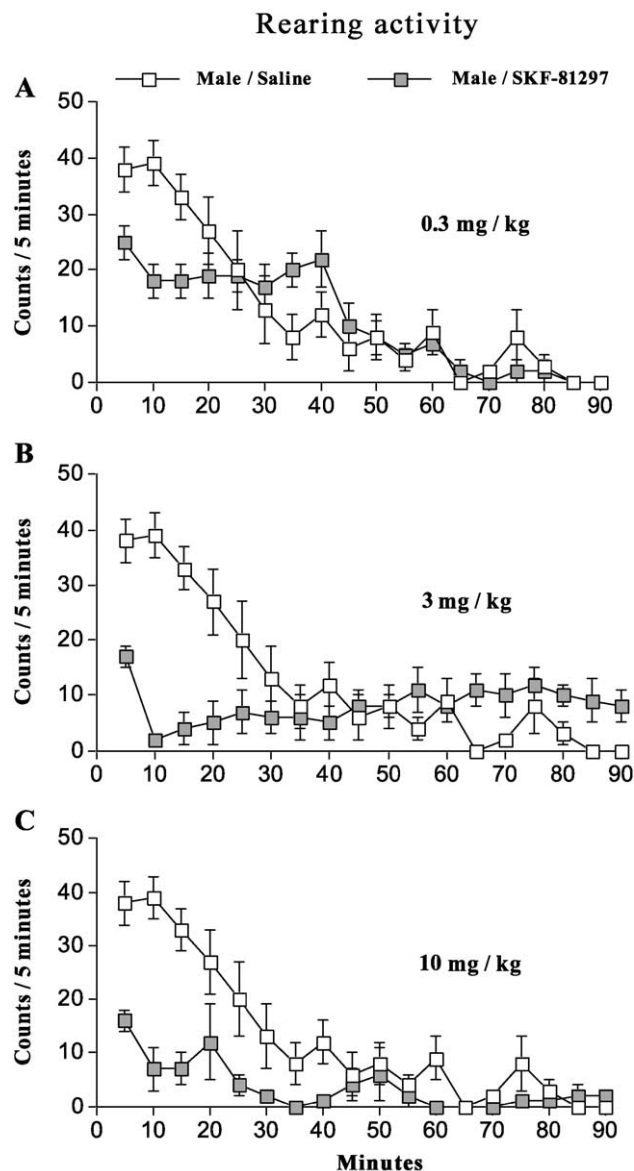 Rearing activity
Male / Saline Male / SKF-81297
A
50
40
30
20
10
0
0.3 mg / kg
Counts / 5 minutes
0 10 20 30 40 50 60 70 80 90
B
50
40
30
20
10
0
3 mg / kg
Counts / 5 minutes
0 10 20 30 40 50 60 70 80 90
C
50
40
30
20
10
0
10 mg / kg
Counts / 5 minutes
0 10 20 30 40 50 60 70 80 90
Minutes